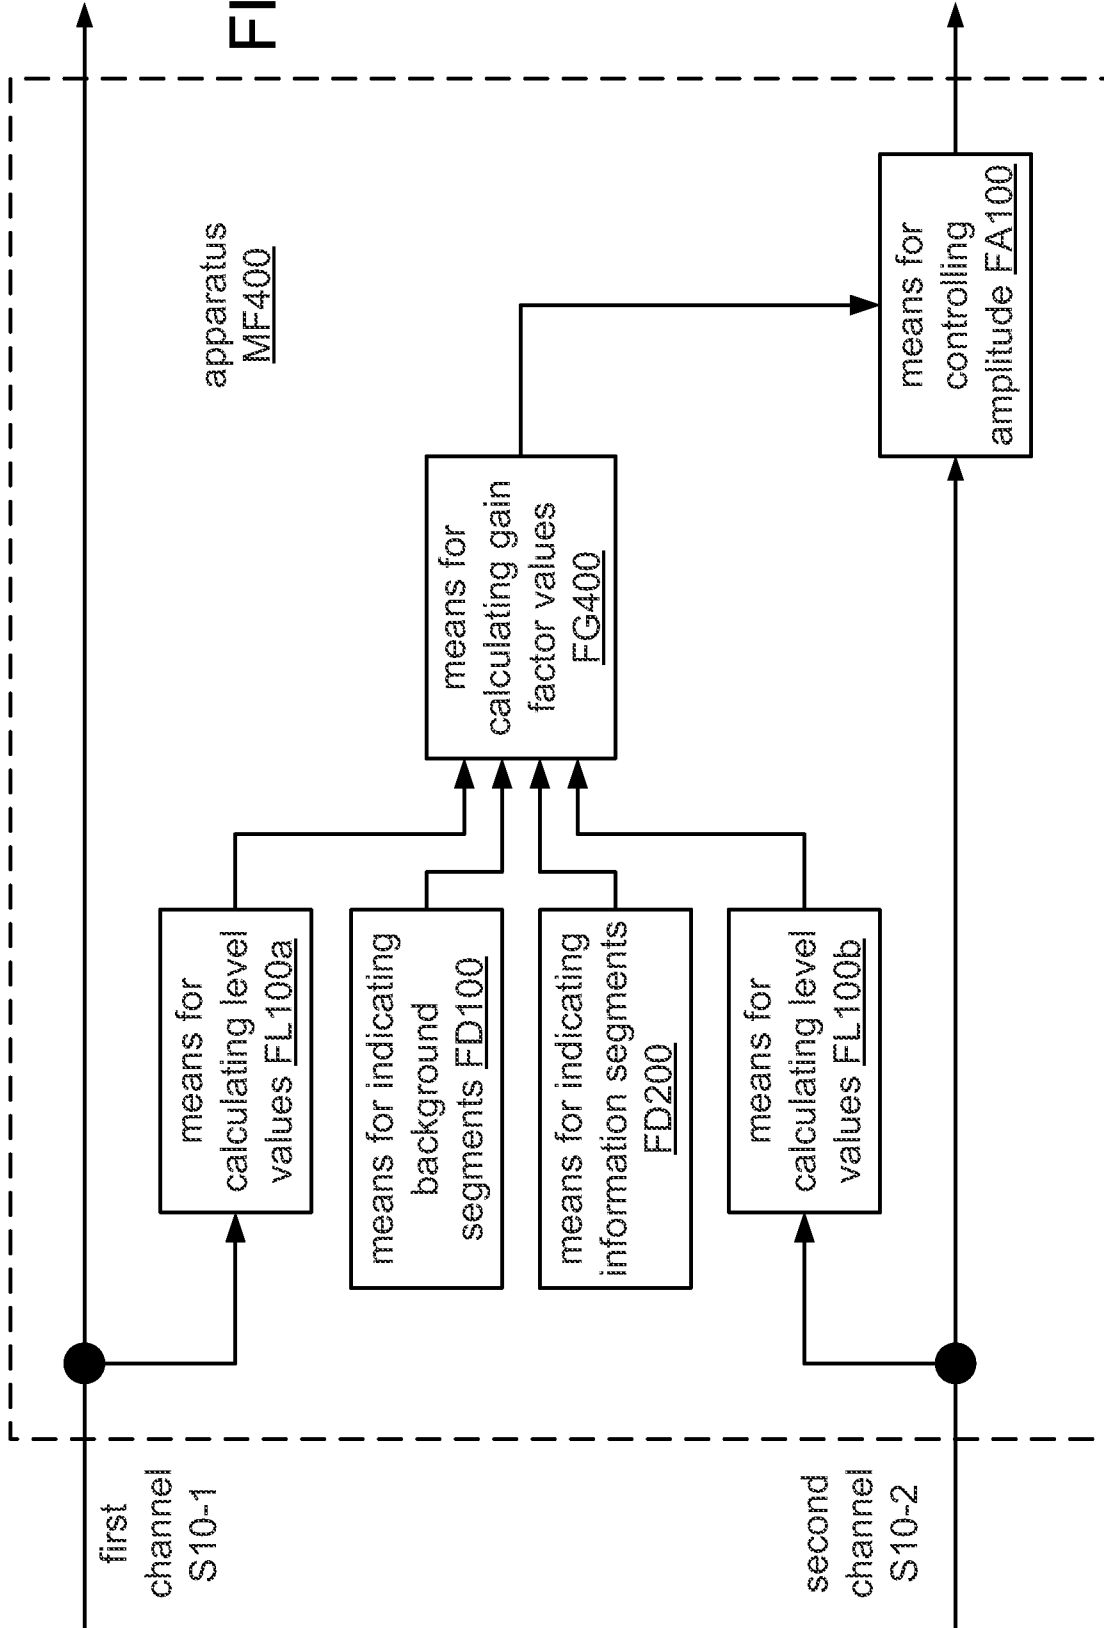 first
channel
S10-1
means for
calculating level
values FL100a
means for indicating
background
segments FD100
means for indicating
information segments
FD200
means for
calculating level
values FL100b
second
channel
S10-2
means for
calculating gain
factor values
FG400
apparatus
MF400
means for
controlling
amplitude FA100